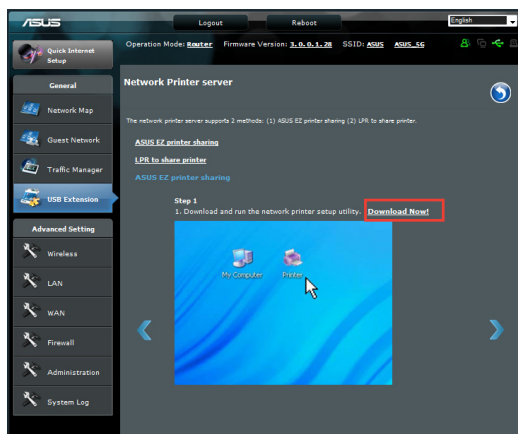 ASUS
Logout
Reboot
English
Quick Internet
Setup
Operation Mode: Router Firmware Version: 3.0.0.1.28 SSID: ASUS ASUS_5G
General
Network Map
Guest Network
Traffic Manager
USB Extension
Advanced Setting
Wireless
LAN
WAN
Firewall
Administration
System Log
Network Printer server
The network printer server supports 2 methods: (1) ASUS EZ printer sharing (2) LPR to share printer.
ASUS EZ printer sharing
LPR to share printer
ASUS EZ printer sharing
Step 1
1. Download and run the network printer setup utility. Download Now!
My Computer
Printer